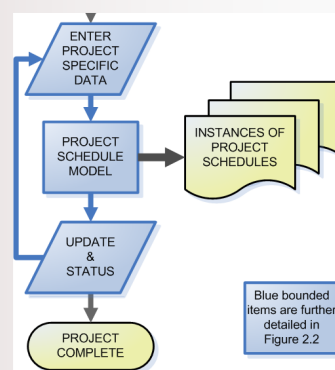 ENTER
PROJECT
SPECIFIC
DATA
PROJECT
SCHEDULE
MODEL
INSTANCES OF
PROJECT
SCHEDULES
UPDATE
&
STATUS
PROJECT
COMPLETE
Blue bounded
items are further
detailed in
Figure 2.2